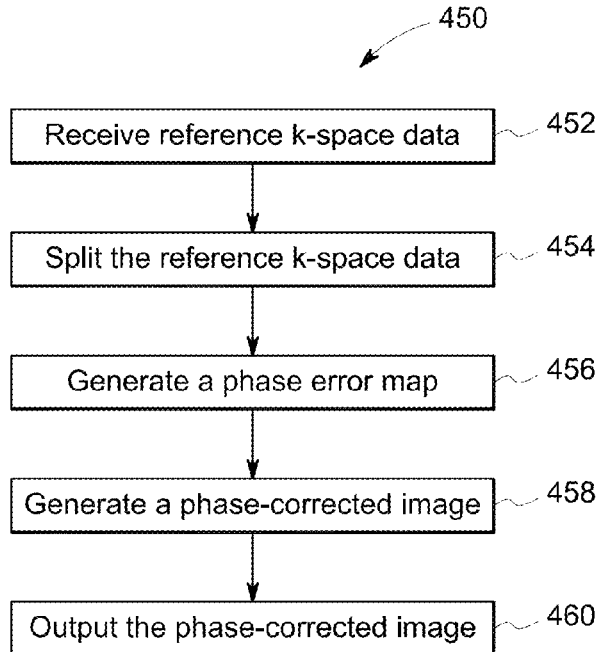 450
Receive reference k-space data 452
Split the reference k-space data 454
Generate a phase error map 456
Generate a phase-corrected image 458
Output the phase-corrected image 460